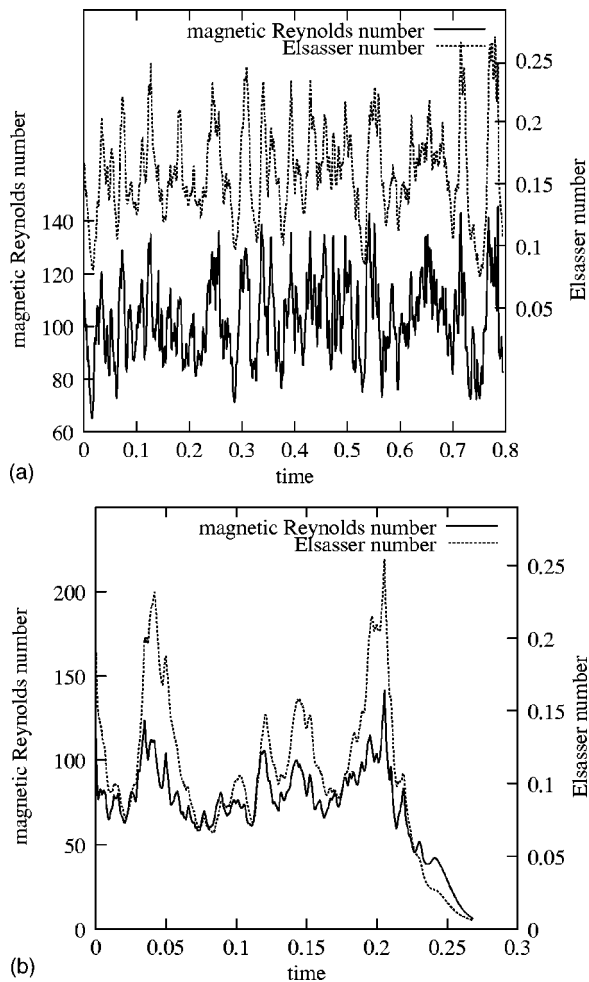 magnetic Reynolds number
Elsasser number
0.25
0.2
0.15
0.1
0.05
140
120
100
80
60
magnetic Reynolds number
Elsasser number
0 0.1 0.2 0.3 0.4 0.5 0.6 0.7 0.8
time
(a)
magnetic Reynolds number
Elsasser number
200
150
100
50
0
0.25
0.2
0.15
0.1
0.05
0
magnetic Reynolds number
Elsasser number
0 0.05 0.1 0.15 0.2 0.25 0.3
time
(b)